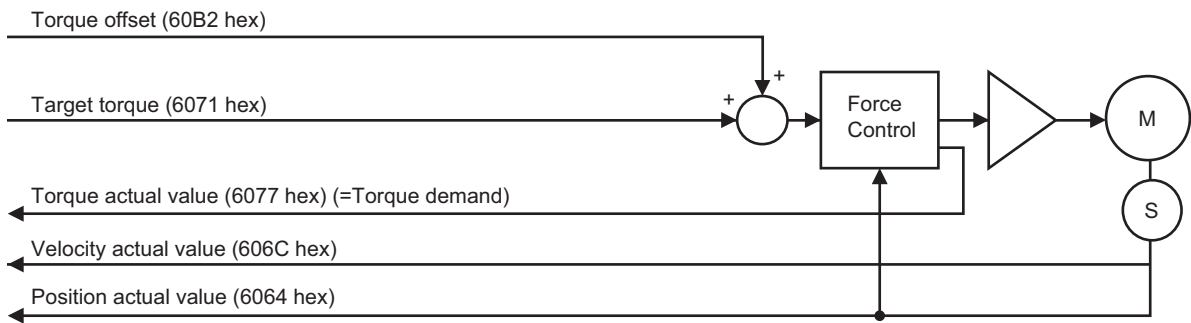 Torque offset (60B2 hex)
+
Target torque (6071 hex)
+
Force
Control
M
Torque actual value (6077 hex) (=Torque demand)
S
Velocity actual value (606C hex)
Position actual value (6064 hex)